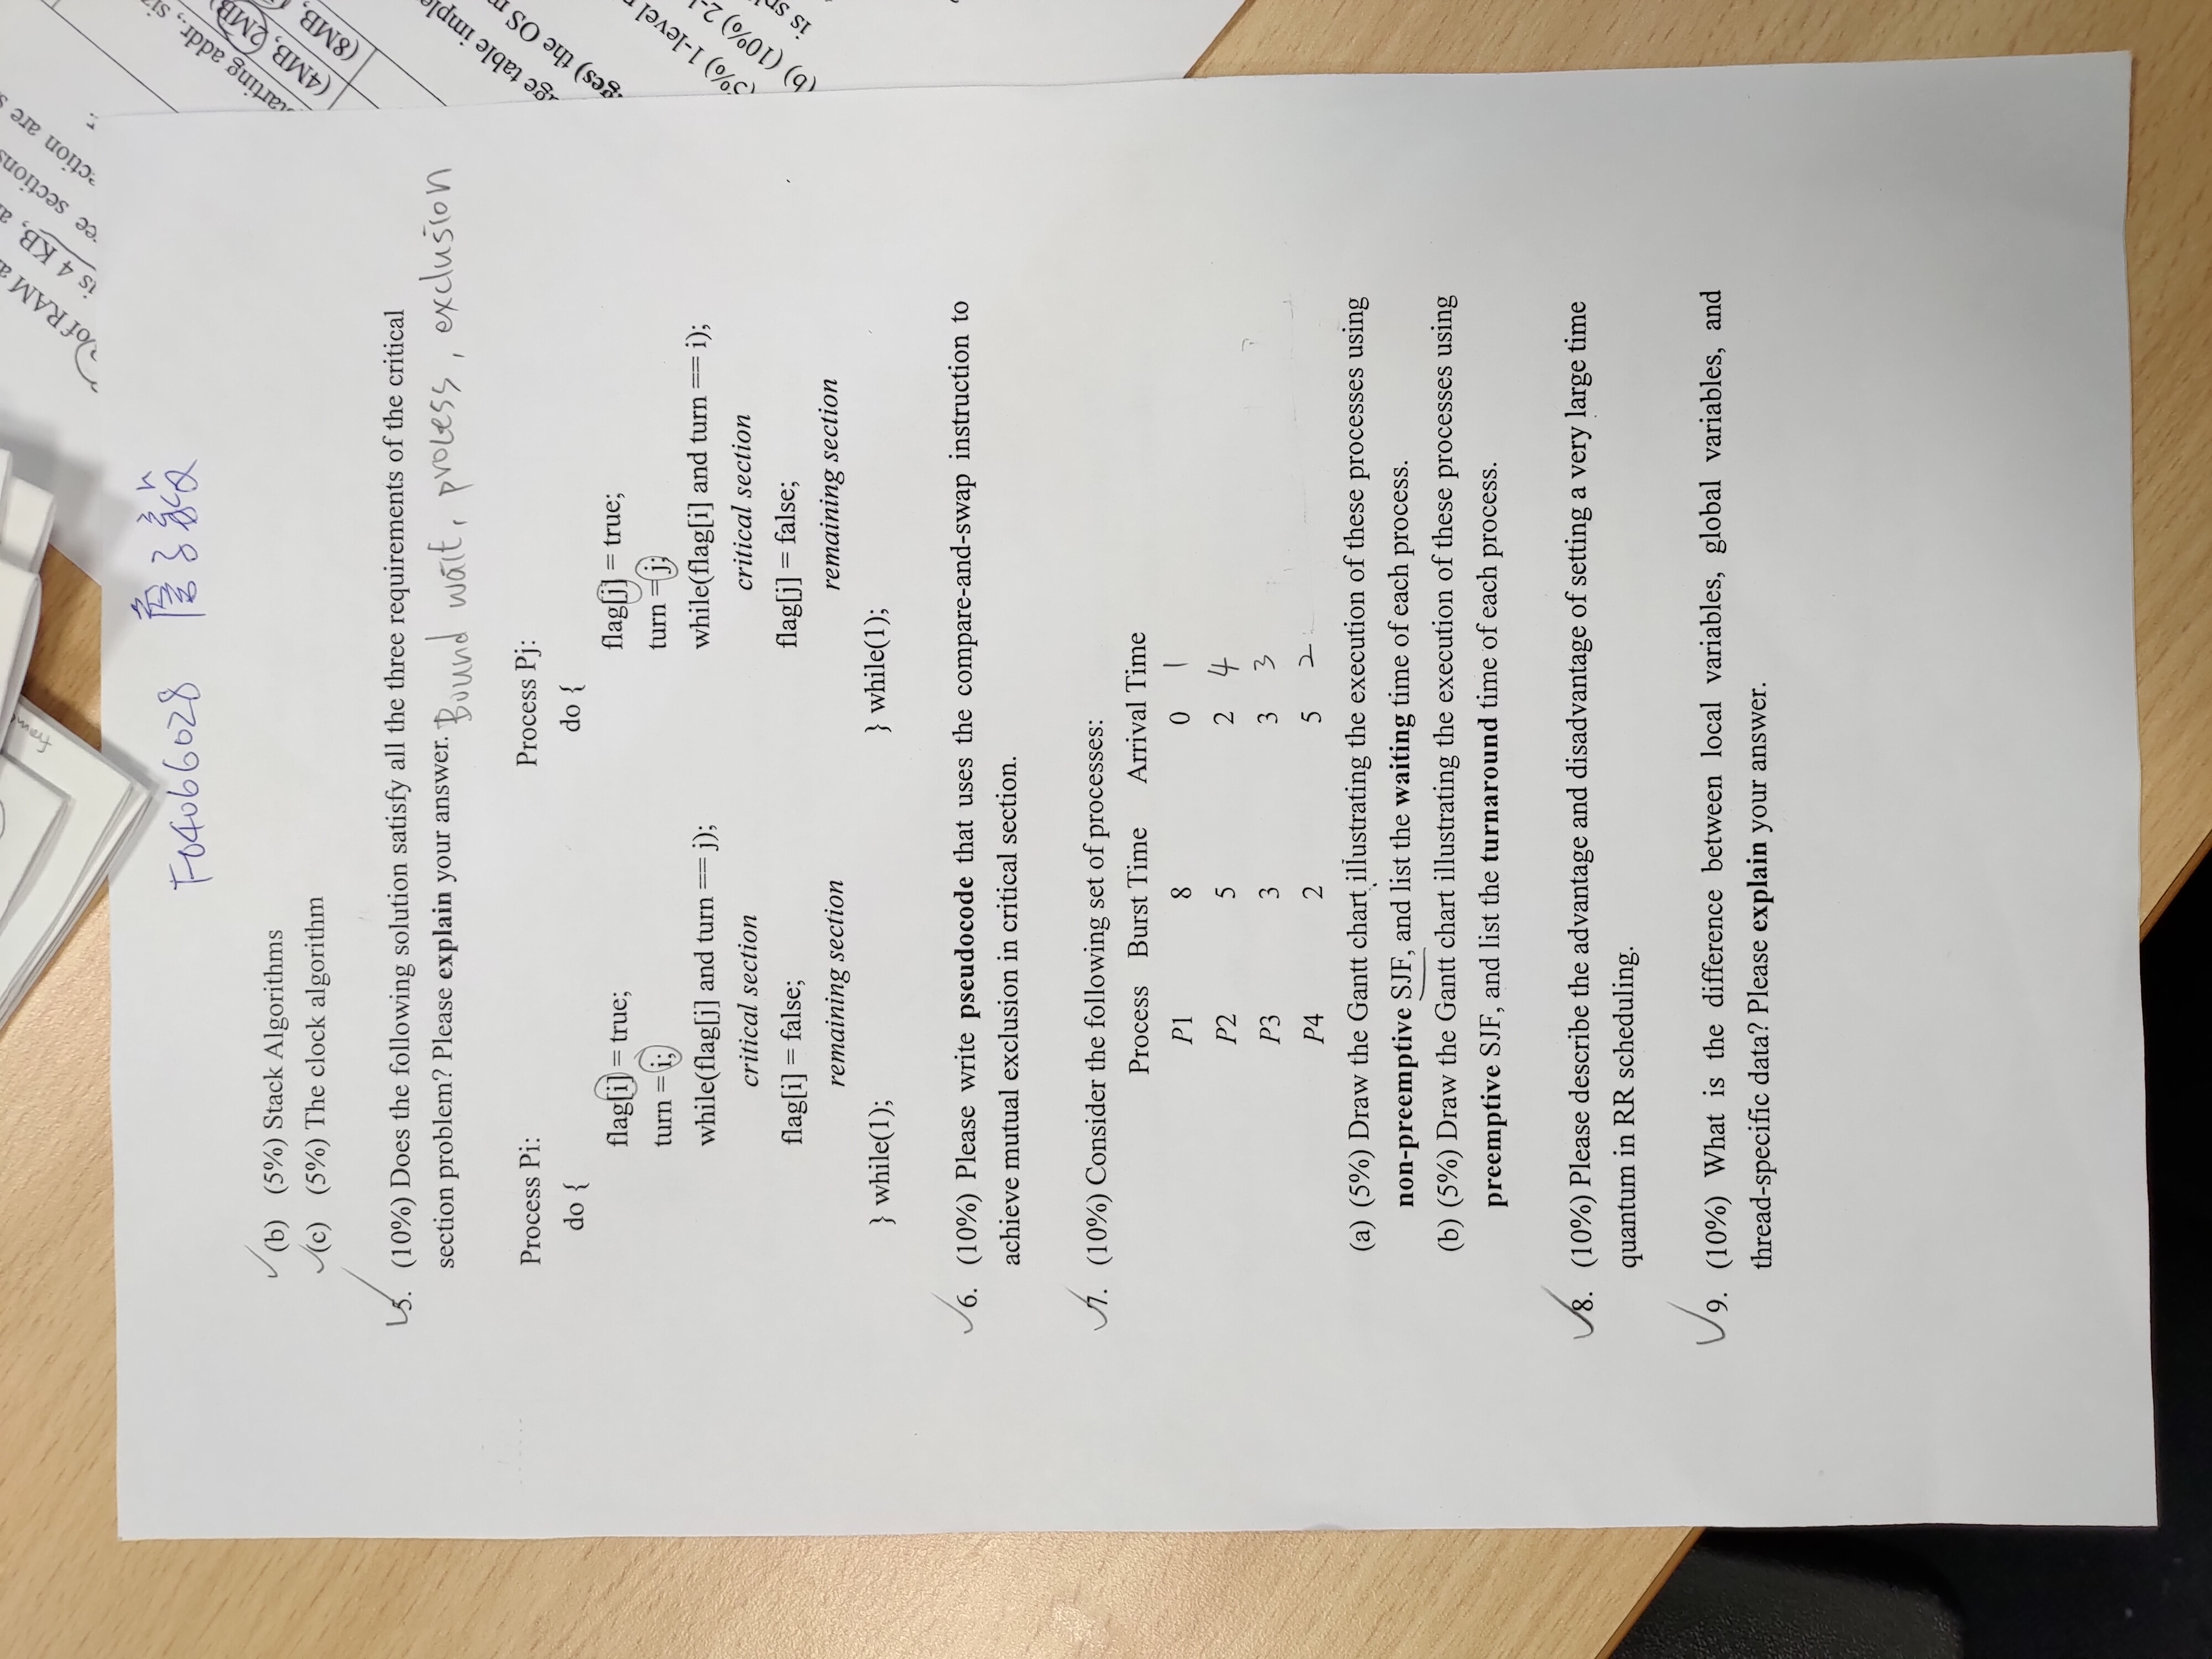 F04066028 詹子毅
(b) (5%) Stack Algorithms
(c) (5%) The clock algorithm
5. (10%) Does the following solution satisfy all the three requirements of the critical
section problem? Please explain your answer. Bound wait, process, exclusion
Process Pi: Process Pj:
do { do {
flag[i] = true; flag[j] = true;
turn = i; turn = j;
while(flag[j] and turn == j); while(flag[i] and turn == i);
critical section critical section
flag[i] = false; flag[j] = false;
remaining section remaining section
} while(1); } while(1);
6. (10%) Please write pseudocode that uses the compare-and-swap instruction to
achieve mutual exclusion in critical section.
7. (10%) Consider the following set of processes:
Process Burst Time Arrival Time
P1 8 0 1
P2 5 2 4
P3 3 3 3
P4 2 5 2
(a) (5%) Draw the Gantt chart illustrating the execution of these processes using
non-preemptive SJF, and list the waiting time of each process.
(b) (5%) Draw the Gantt chart illustrating the execution of these processes using
preemptive SJF, and list the turnaround time of each process.
8. (10%) Please describe the advantage and disadvantage of setting a very large time
quantum in RR scheduling.
9. (10%) What is the difference between local variables, global variables, and
thread-specific data? Please explain your answer.
of RAM
is 4 KB,
sections
are
addr.,
(4MB, 2MB)
(8MB,
table
the OS
1-level
(b) (10%)
is